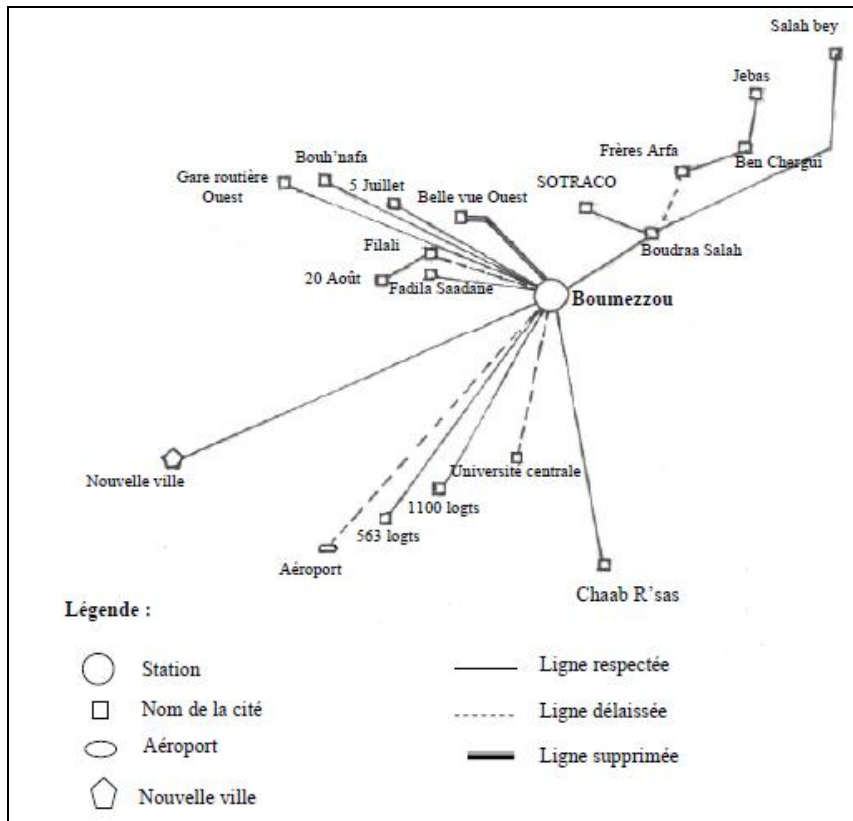 Salah bey
Jebas
Frères Arfa
Ben Chergui
Bouh’nafa
Gare routière
Ouest
5 Juillet
Belle vue Ouest
SOTRACO
Boudraa Salah
Filali
20 Août
Fadila Saadane
Boumezzou
Nouvelle ville
Université centrale
1100 logts
563 logts
Aéroport
Chaab R’sas
Légende :
Station
Ligne respectée
Nom de la cité
Ligne délaissée
Aéroport
Ligne supprimée
Nouvelle ville